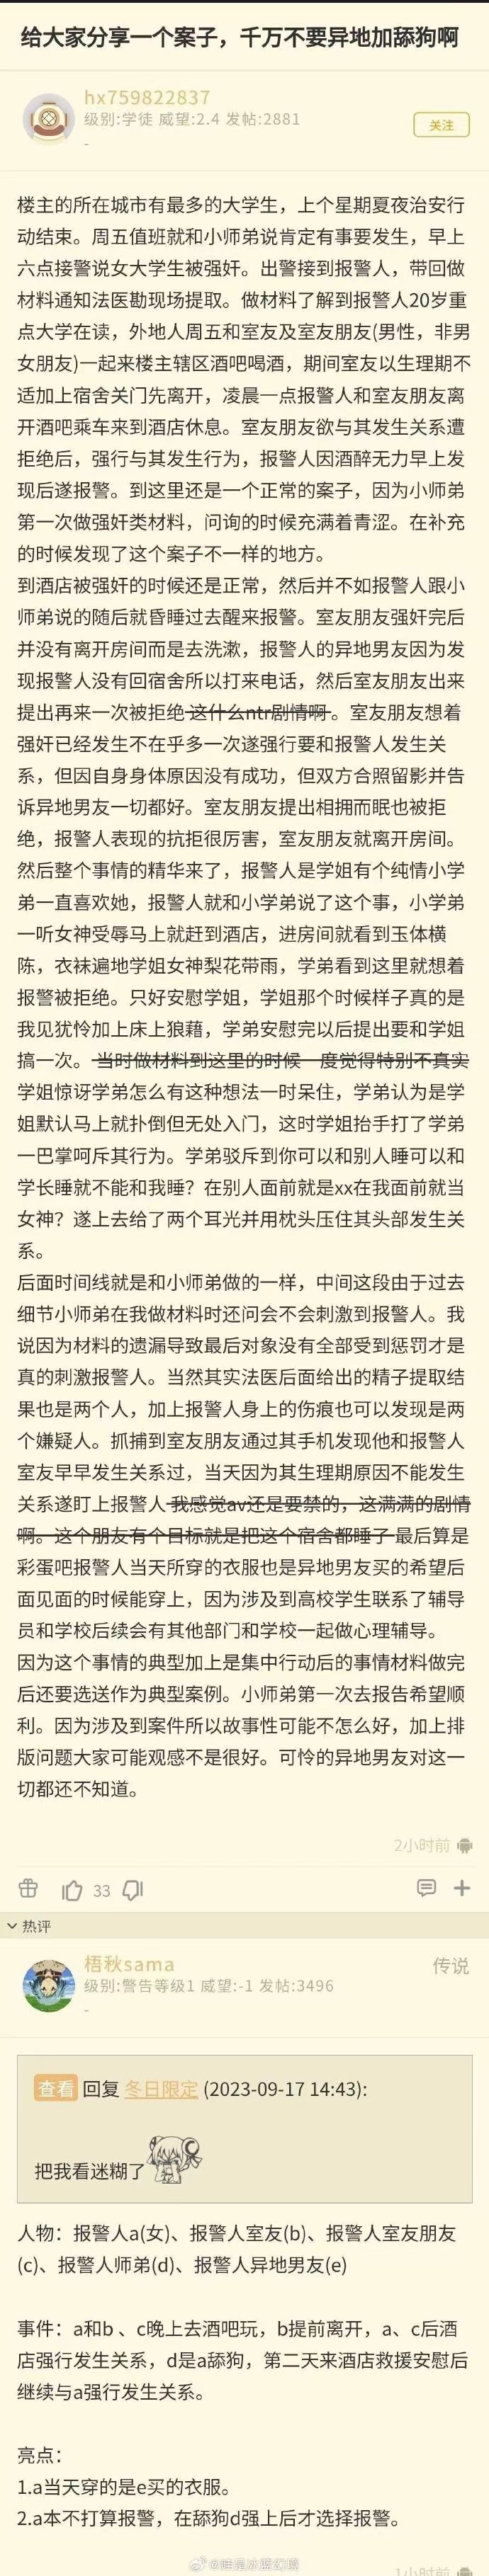 给大家分享一个案子，千万不要异地加舔狗啊
hx759822837
级别:学徒 威望:2.4 发帖:2881
关注
-
楼主的所在城市有最多的大学生，上个星期夏夜治安行
动结束。周五值班就和小师弟说肯定有事要发生，早上
六点接警说女大学生被强奸。出警接到报警人，带回做
材料通知法医勘现场提取。做材料了解到报警人20岁重
点大学在读，外地人周五和室友及室友朋友(男性，非男
女朋友)一起来楼主辖区酒吧喝酒，期间室友以生理期不
适加上宿舍关门先离开，凌晨一点报警人和室友朋友离
开酒吧乘车来到酒店休息。室友朋友欲与其发生关系遭
拒绝后，强行与其发生行为，报警人因酒醉无力早上发
现后遂报警。到这里还是一个正常的案子，因为小师弟
第一次做强奸类材料，问询的时候充满着青涩。在补充
的时候发现了这个案子不一样的地方。
到酒店被强奸的时候还是正常，然后并不如报警人跟小
师弟说的随后就昏睡过去醒来报警。室友朋友强奸完后
并没有离开房间而是去洗漱，报警人的异地男友因为发
现报警人没有回宿舍所以打来电话，然后室友朋友出来
提出再来一次被拒绝 这什么ntr剧情啊 。室友朋友想着
强奸已经发生不在乎多一次遂强行要和报警人发生关
系，但因自身身体原因没有成功，但双方合照留影并告
诉异地男友一切都好。室友朋友提出相拥而眠也被拒
绝，报警人表现的抗拒很厉害，室友朋友就离开房间。
然后整个事情的精华来了，报警人是学姐有个纯情小学
弟一直喜欢她，报警人就和小学弟说了这个事，小学弟
一听女神受辱马上就赶到酒店，进房间就看到玉体横
陈，衣袜遍地学姐女神梨花带雨，学弟看到这里就想着
报警被拒绝。只好安慰学姐，学姐那个时候样子真的是
我见犹怜加上床上狼藉，学弟安慰完以后提出要和学姐
搞一次。 当时做材料到这里的时候一度觉得特别不真实
学姐惊讶学弟怎么有这种想法一时呆住，学弟认为是学
姐默认马上就扑倒但无处入门，这时学姐抬手打了学弟
一巴掌呵斥其行为。学弟驳斥到你可以和别人睡可以和
学长睡就不能和我睡？在别人面前就是xx在我面前就当
女神？遂上去给了两个耳光并用枕头压住其头部发生关
系。
后面时间线就是和小师弟做的一样，中间这段由于过去
细节小师弟在我做材料时还问会不会刺激到报警人。我
说因为材料的遗漏导致最后对象没有全部受到惩罚才是
真的刺激报警人。当然其实法医后面给出的精子提取结
果也是两个人，加上报警人身上的伤痕也可以发现是两
个嫌疑人。抓捕到室友朋友通过其手机发现他和报警人
室友早早发生关系过，当天因为其生理期原因不能发生
关系遂盯上报警人 我感觉av还是要禁的，这满满的剧情
啊。这个朋友有个目标就是把这个宿舍都睡了 最后算是
彩蛋吧报警人当天所穿的衣服也是异地男友买的希望后
面见面的时候能穿上，因为涉及到高校学生联系了辅导
员和学校后续会有其他部门和学校一起做心理辅导。
因为这个事情的典型加上是集中行动后的事情材料做完
后还要选送作为典型案例。小师弟第一次去报告希望顺
利。因为涉及到案件所以故事性可能不怎么好，加上排
版问题大家可能观感不是很好。可怜的异地男友对这一
切都还不知道。
2小时前
33
热评
梧秋sama
传说
级别:警告等级1 威望:-1 发帖:3496
-
查看 回复 冬日限定 (2023-09-17 14:43):
把我看迷糊了
人物：报警人a(女)、报警人室友(b)、报警人室友朋友
(c)、报警人师弟(d)、报警人异地男友(e)
事件：a和b 、c晚上去酒吧玩，b提前离开，a、c后酒
店强行发生关系，d是a舔狗，第二天来酒店救援安慰后
继续与a强行发生关系。
亮点：
1.a当天穿的是e买的衣服。
2.a本不打算报警，在舔狗d强上后才选择报警。
1小时前